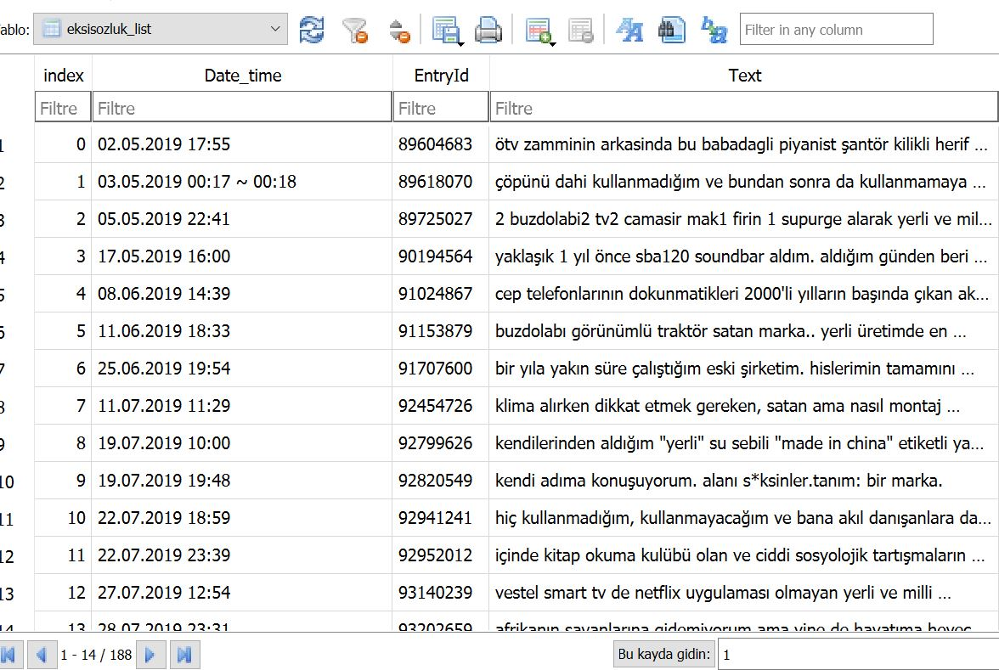 ablo: eksisozluk_list Filter in any column
index Date_time EntryId Text
Filtre Filtre Filtre Filtre
1 0 02.05.2019 17:55 89604683 ötv zamminin arkasinda bu babadagli piyanist şantör kilikli herif ...
2 1 03.05.2019 00:17 ~ 00:18 89618070 çöpünü dahi kullanmadığım ve bundan sonra da kullanmamaya ...
3 2 05.05.2019 22:41 89725027 2 buzdolabi2 tv2 camasir mak1 firin 1 supurge alarak yerli ve mil...
4 3 17.05.2019 16:00 90194564 yaklaşık 1 yıl önce sba120 soundbar aldım. aldığım günden beri ...
5 4 08.06.2019 14:39 91024867 cep telefonlarının dokunmatikleri 2000'li yılların başında çıkan ak...
6 5 11.06.2019 18:33 91153879 buzdolabı görünümlü traktör satan marka.. yerli üretimde en ...
7 6 25.06.2019 19:54 91707600 bir yıla yakın süre çalıştığım eski şirketim. hislerimin tamamını ...
8 7 11.07.2019 11:29 92454726 klima alırken dikkat etmek gereken, satan ama nasıl montaj ...
9 8 19.07.2019 10:00 92799626 kendilerinden aldığım "yerli" su sebili "made in china" etiketli ya...
10 9 19.07.2019 19:48 92820549 kendi adıma konuşuyorum. alanı s*ksinler.tanım: bir marka.
11 10 22.07.2019 18:59 92941241 hiç kullanmadığım, kullanmayacağım ve bana akıl danışanlara da...
12 11 22.07.2019 23:39 92952012 içinde kitap okuma kulübü olan ve ciddi sosyolojik tartışmaların ...
13 12 27.07.2019 12:54 93140239 vestel smart tv de netflix uygulaması olmayan yerli ve milli ...
14 13 28.07.2019 23:31 93202659 afrikanın savanlarına gidemiyorum ama yine de hayatıma heyec...
1 - 14 / 188 Bu kayda gidin: 1